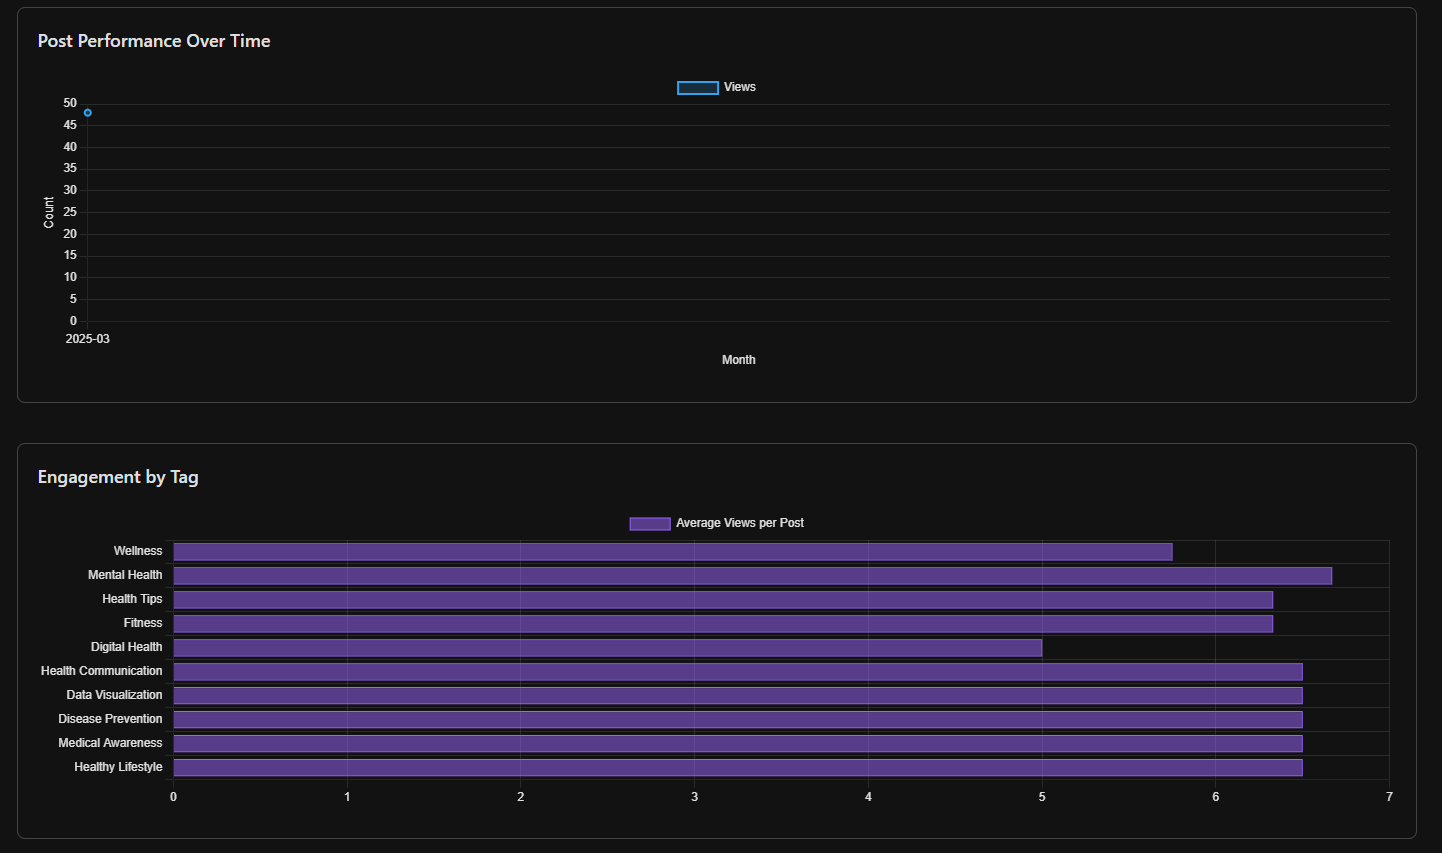 Post Performance Over Time
Views
50
45
40
35
30
25
20
15
10
5
0
Count
2025-03
Month
Engagement by Tag
Average Views per Post
Wellness
Mental Health
Health Tips
Fitness
Digital Health
Health Communication
Data Visualization
Disease Prevention
Medical Awareness
Healthy Lifestyle
0 1 2 3 4 5 6 7